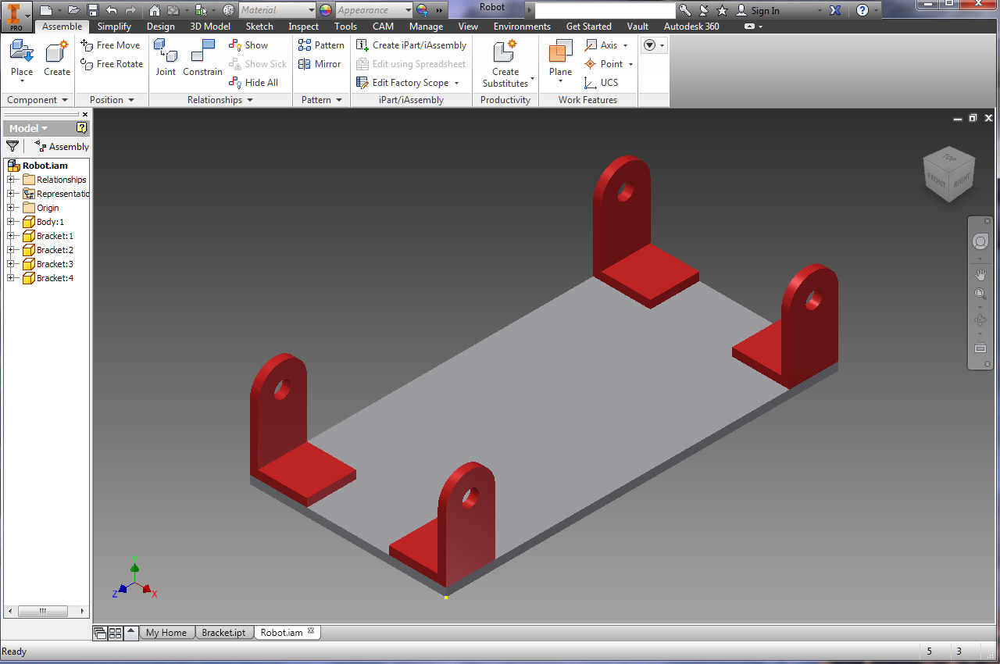 PRO
Material
Appearance
Robot
Sign In
Assemble Simplify Design 3D Model Sketch Inspect Tools CAM Manage View Environments Get Started Vault Autodesk 360
Place
Create
Component
Free Move
Free Rotate
Position
Joint
Constrain
Show
Show Sick
Hide All
Relationships
Pattern
Mirror
Pattern
Create iPart/iAssembly
Edit using Spreadsheet
Edit Factory Scope
iPart/iAssembly
Create
Substitutes
Productivity
Plane
Axis
Point
UCS
Work Features
Model
Assembly
Robot.iam
Relationships
Representatio
Origin
Body:1
Bracket:1
Bracket:2
Bracket:3
Bracket:4
TOP
FRONT
RIGHT
Y
Z
X
My Home Bracket.ipt Robot.iam
Ready
5 3